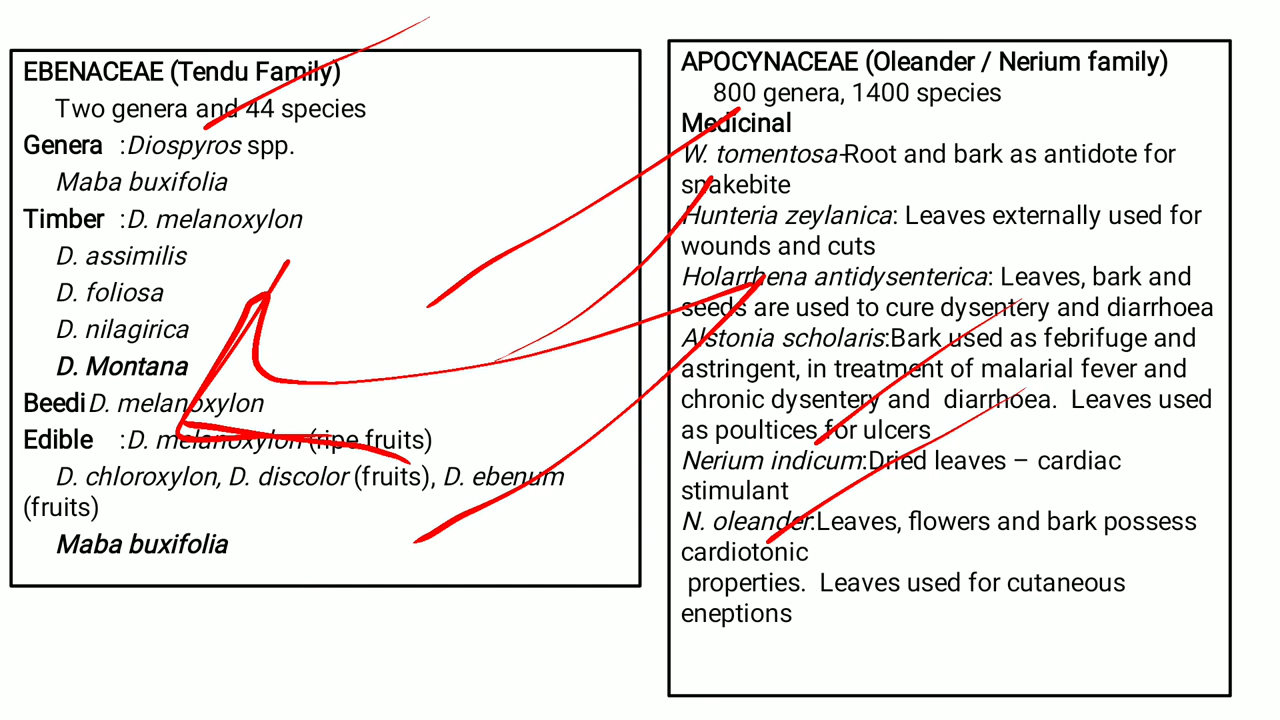 EBENACEAE (Tendu Family)
Two genera and 44 species
Genera :Diospyros spp.
Maba buxifolia
Timber :D. melanoxylon
D. assimilis
D. foliosa
D. nilagirica
D. Montana
Beedi D. melanoxylon
Edible :D. melanoxylon (ripe fruits)
D. chloroxylon, D. discolor (fruits), D. ebenum
(fruits)
Maba buxifolia
APOCYNACEAE (Oleander / Nerium family)
800 genera, 1400 species
Medicinal
W. tomentosa-Root and bark as antidote for
snakebite
Hunteria zeylanica: Leaves externally used for
wounds and cuts
Holarrhena antidysenterica: Leaves, bark and
seeds are used to cure dysentery and diarrhoea
Alstonia scholaris:Bark used as febrifuge and
astringent, in treatment of malarial fever and
chronic dysentery and diarrhoea. Leaves used
as poultices for ulcers
Nerium indicum:Dried leaves – cardiac
stimulant
N. oleander:Leaves, flowers and bark possess
cardiotonic
properties. Leaves used for cutaneous
eneptions